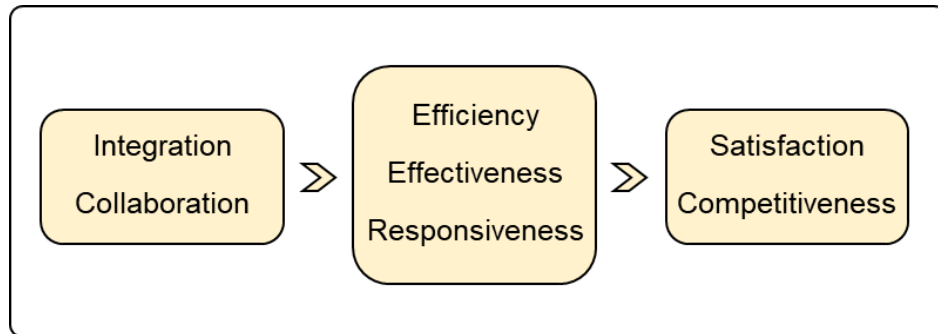 Integration
Collaboration
Efficiency
Effectiveness
Responsiveness
Satisfaction
Competitiveness